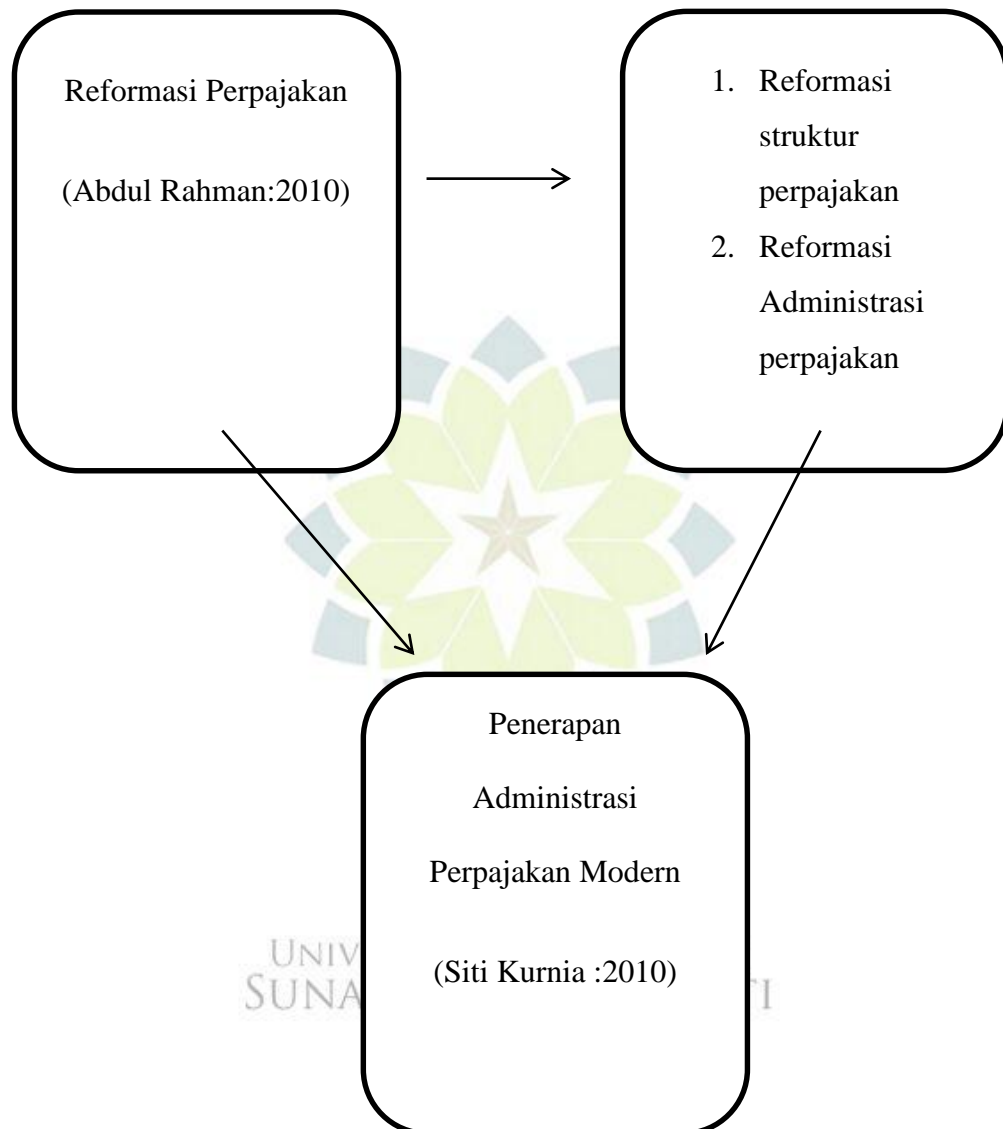 Reformasi Perpajakan
(Abdul Rahman:2010)
1. Reformasi
struktur
perpajakan
2. Reformasi
Administrasi
perpajakan
Penerapan
Administrasi
Perpajakan Modern
(Siti Kurnia :2010)